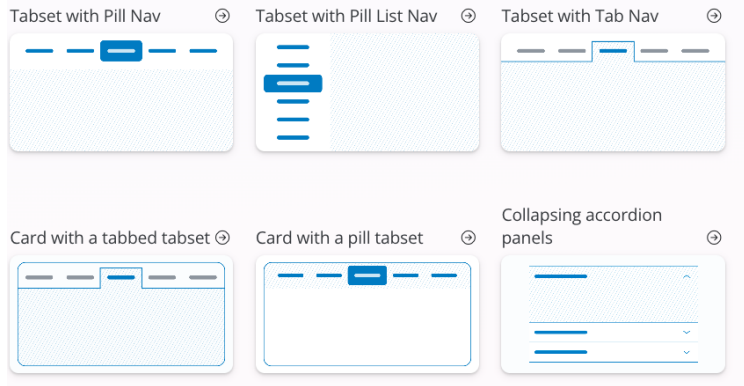 Tabset with Pill Nav
Tabset with Pill List Nav
Tabset with Tab Nav
Card with a tabbed tabset
Card with a pill tabset
Collapsing accordion
panels